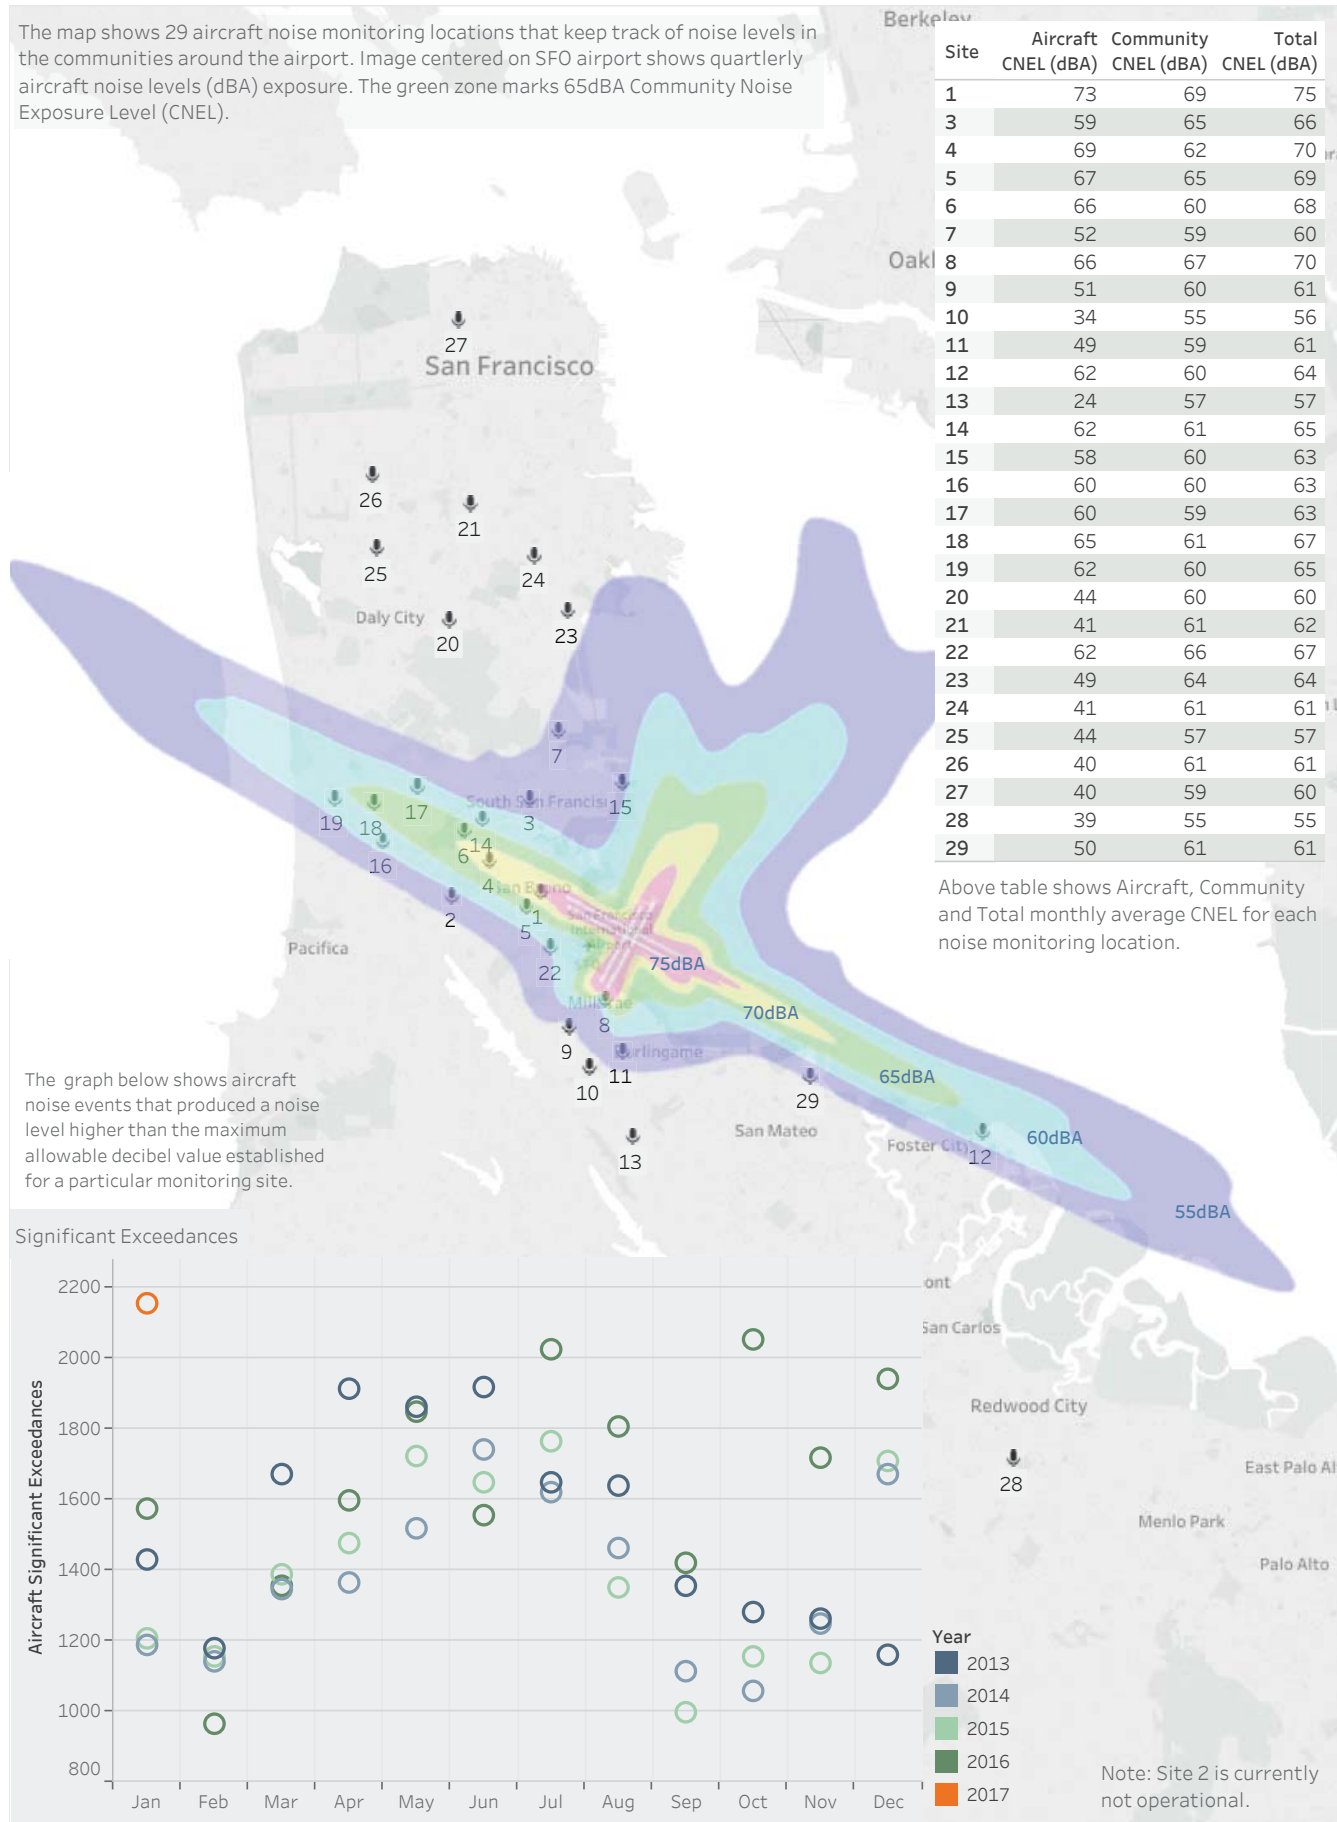 The map shows 29 aircraft noise monitoring locations that keep track of noise levels in
the communities around the airport. Image centered on SFO airport shows quartlerly
aircraft noise levels (dBA) exposure. The green zone marks 65dBA Community Noise
Exposure Level (CNEL).
Berkeley
Site Aircraft CNEL (dBA) Community CNEL (dBA) Total CNEL (dBA)
1 73 69 75
3 59 65 66
4 69 62 70
5 67 65 69
6 66 60 68
7 52 59 60
8 66 67 70
9 51 60 61
10 34 55 56
11 49 59 61
12 62 60 64
13 24 57 57
14 62 61 65
15 58 60 63
16 60 60 63
17 60 59 63
18 65 61 67
19 62 60 65
20 44 60 60
21 41 61 62
22 62 66 67
23 49 64 64
24 41 61 61
25 44 57 57
26 40 61 61
27 40 59 60
28 39 55 55
29 50 61 61
Above table shows Aircraft, Community
and Total monthly average CNEL for each
noise monitoring location.
Oakl
27
San Francisco
26
21
25
24
Daly City
20
23
7
South San Francis
19
18
17
3
15
16
6
14
4
San Bruno
2
1
5
San Francisco
International
Airport
SFO
Pacifica
22
75dBA
Millbrae
8
70dBA
9
Burlingame
10
11
29
65dBA
San Mateo
13
Foster City
12
60dBA
55dBA
The graph below shows aircraft
noise events that produced a noise
level higher than the maximum
allowable decibel value established
for a particular monitoring site.
Significant Exceedances
Aircraft Significant Exceedances
2200
2000
1800
1600
1400
1200
1000
800
Jan Feb Mar Apr May Jun Jul Aug Sep Oct Nov Dec
ont
San Carlos
Redwood City
28
East Palo Al
Menlo Park
Palo Alto
Year
2013
2014
2015
2016
2017
Note: Site 2 is currently
not operational.